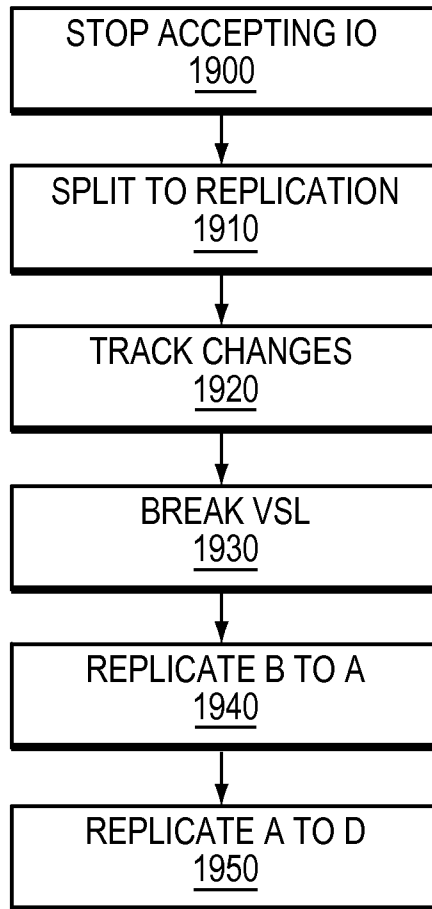 STOP ACCEPTING IO
1900
SPLIT TO REPLICATION
1910
TRACK CHANGES
1920
BREAK VSL
1930
REPLICATE B TO A
1940
REPLICATE A TO D
1950